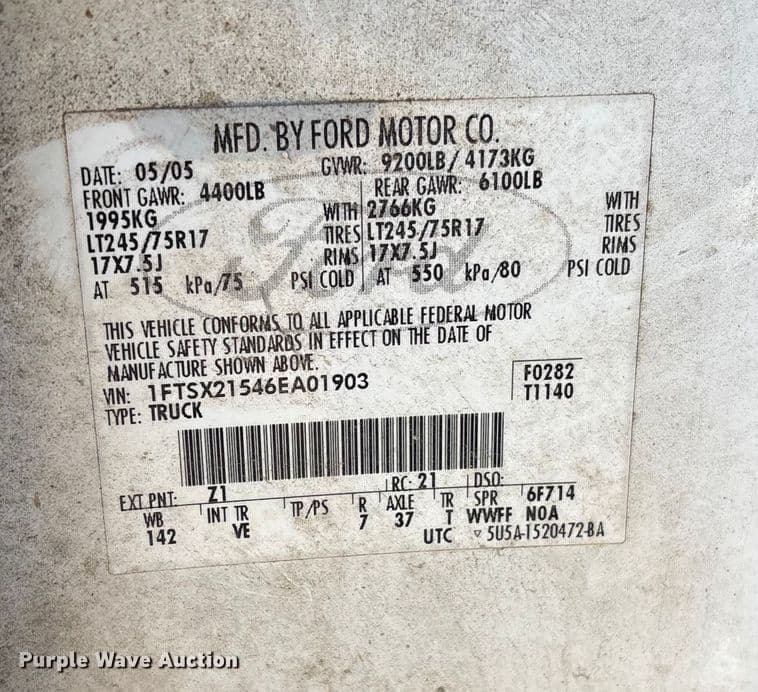 MFD. BY FORD MOTOR CO.
DATE: 05/05 GVWR: 9200LB/ 4173KG
FRONT GAWR: 4400LB REAR GAWR: 6100LB
1995KG WITH 2766KG WITH
LT245/75R17 TIRES LT245/75R17 TIRES
17X7.5J RIMS 17X7.5J RIMS
AT 515 kPa/75 PSI COLD AT 550 kPa/80 PSI COLD
Ford
THIS VEHICLE CONFORMS TO ALL APPLICABLE FEDERAL MOTOR
VEHICLE SAFETY STANDARDS IN EFFECT ON THE DATE OF
MANUFACTURE SHOWN ABOVE.
VIN: 1FTSX21546EA01903 F0282
TYPE: TRUCK T1140
EXT PNT: Z1 RC: 21 DSO:
WB INT TR TP/PS R AXLE TR SPR 6F714
142 VE 7 37 T WWFF NOA
UTC ▽ 5U5A-1520472-BA
Purple Wave Auction